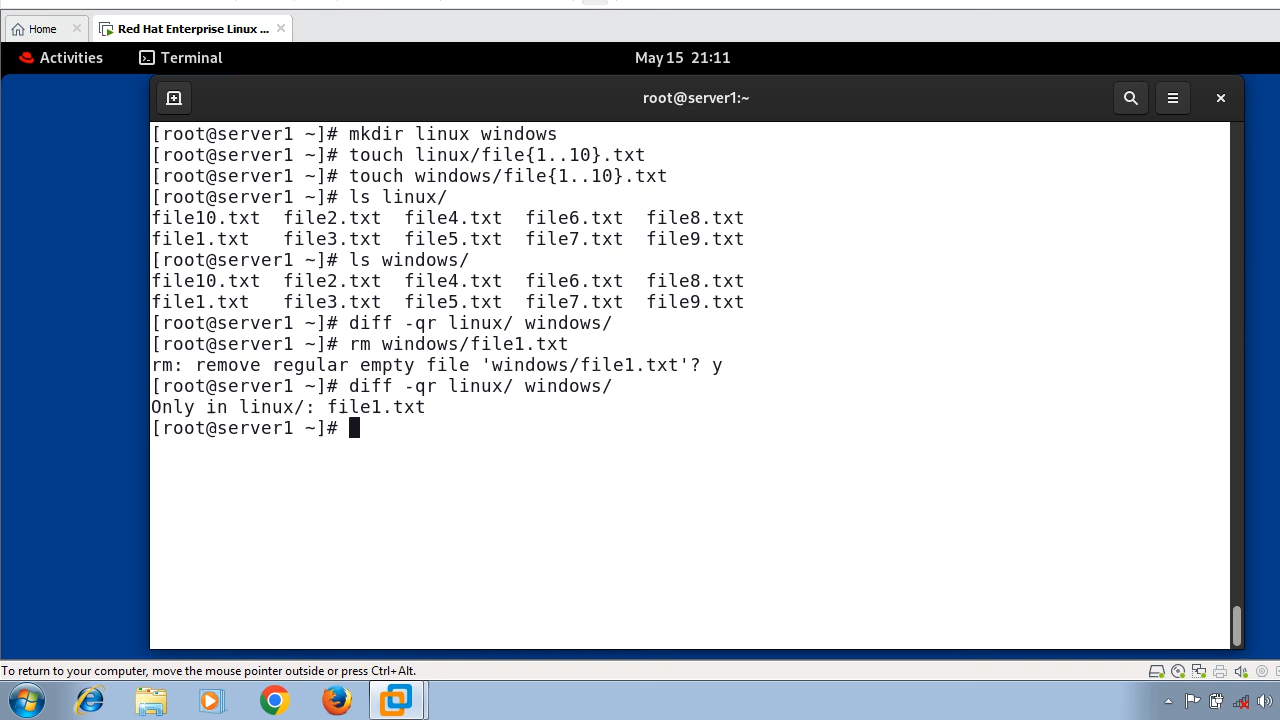 Home
Red Hat Enterprise Linux ...
Activities
Terminal
May 15 21:11
root@server1:~
[root@server1 ~]# mkdir linux windows
[root@server1 ~]# touch linux/file{1..10}.txt
[root@server1 ~]# touch windows/file{1..10}.txt
[root@server1 ~]# ls linux/
file10.txt  file2.txt  file4.txt  file6.txt  file8.txt
file1.txt   file3.txt  file5.txt  file7.txt  file9.txt
[root@server1 ~]# ls windows/
file10.txt  file2.txt  file4.txt  file6.txt  file8.txt
file1.txt   file3.txt  file5.txt  file7.txt  file9.txt
[root@server1 ~]# diff -qr linux/ windows/
[root@server1 ~]# rm windows/file1.txt
rm: remove regular empty file 'windows/file1.txt'? y
[root@server1 ~]# diff -qr linux/ windows/
Only in linux/: file1.txt
[root@server1 ~]#
To return to your computer, move the mouse pointer outside or press Ctrl+Alt.